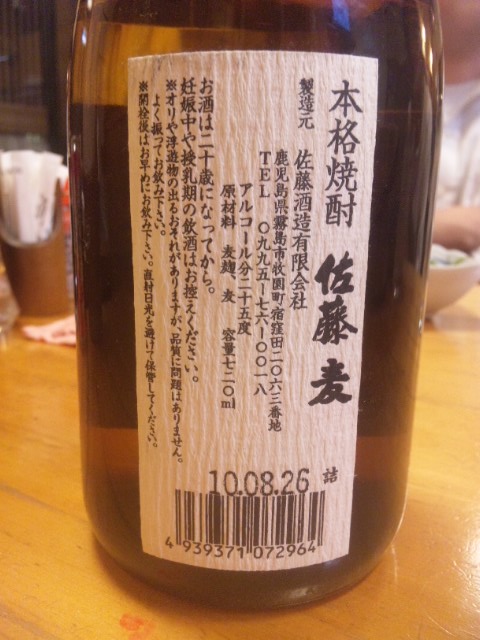 本格焼酎 佐藤 麦
製造元 佐藤酒造有限会社
鹿児島県霧島市牧園町宿窪田二〇六三番地
TEL 〇九九五-七六-〇〇一八
アルコール分二十五度
原材料 麦麹、麦 容量七二〇ml
お酒は二十歳になってから。
妊娠中や授乳期の飲酒はお控えください。
※オリや浮遊物の出るおそれがありますが、品質に問題はありません。
よく振ってお飲み下さい。
※開栓後はお早めにお飲み下さい。直射日光を避けて保管してください。
10.08.26 詰
4 939371 072964